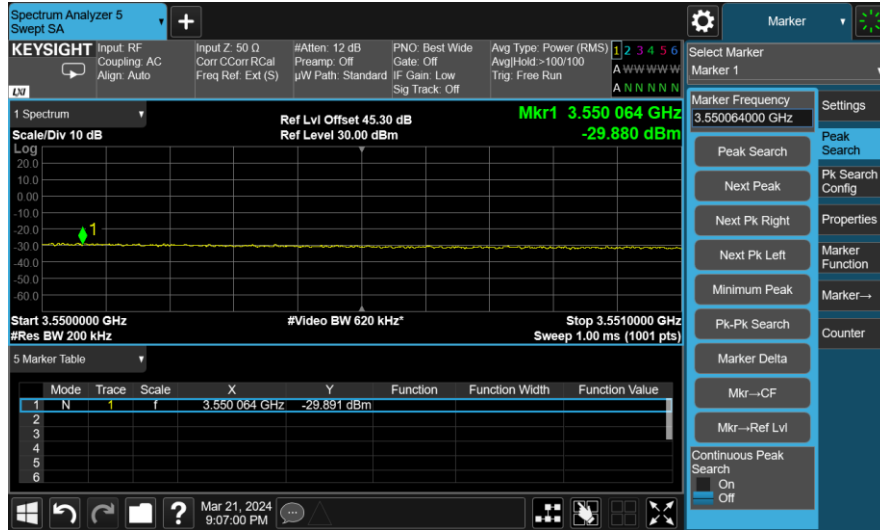 Spectrum Analyzer 5
Swept SA
Marker
KEYSIGHT
LXI
Input: RF
Coupling: AC
Align: Auto
Input Z: 50 Ω
Corr CCorr RCal
Freq Ref: Ext (S)
#Atten: 12 dB
Preamp: Off
µW Path: Standard
PNO: Best Wide
Gate: Off
IF Gain: Low
Sig Track: Off
Avg Type: Power (RMS)
Avg|Hold:>100/100
Trig: Free Run
1 2 3 4 5 6
A W W W W W
A N N N N N
Select Marker
Marker 1
1 Spectrum
Scale/Div 10 dB
Ref Lvl Offset 45.30 dB
Ref Level 30.00 dBm
Mkr1 3.550 064 GHz
-29.880 dBm
Log
20.0
10.0
0.00
-10.0
-20.0
-30.0
-40.0
-50.0
-60.0
1
Start 3.5500000 GHz
#Res BW 200 kHz
#Video BW 620 kHz*
Stop 3.5510000 GHz
Sweep 1.00 ms (1001 pts)
5 Marker Table
Mode Trace Scale X Y Function Function Width Function Value
1 N 1 f 3.550 064 GHz -29.891 dBm
2
3
4
5
6
Marker Frequency
3.550064000 GHz
Peak Search
Next Peak
Next Pk Right
Next Pk Left
Minimum Peak
Pk-Pk Search
Marker Delta
Mkr→CF
Mkr→Ref Lvl
Continuous Peak
Search
On
Off
Settings
Peak
Search
Pk Search
Config
Properties
Marker
Function
Marker→
Counter
?
Mar 21, 2024
9:07:00 PM